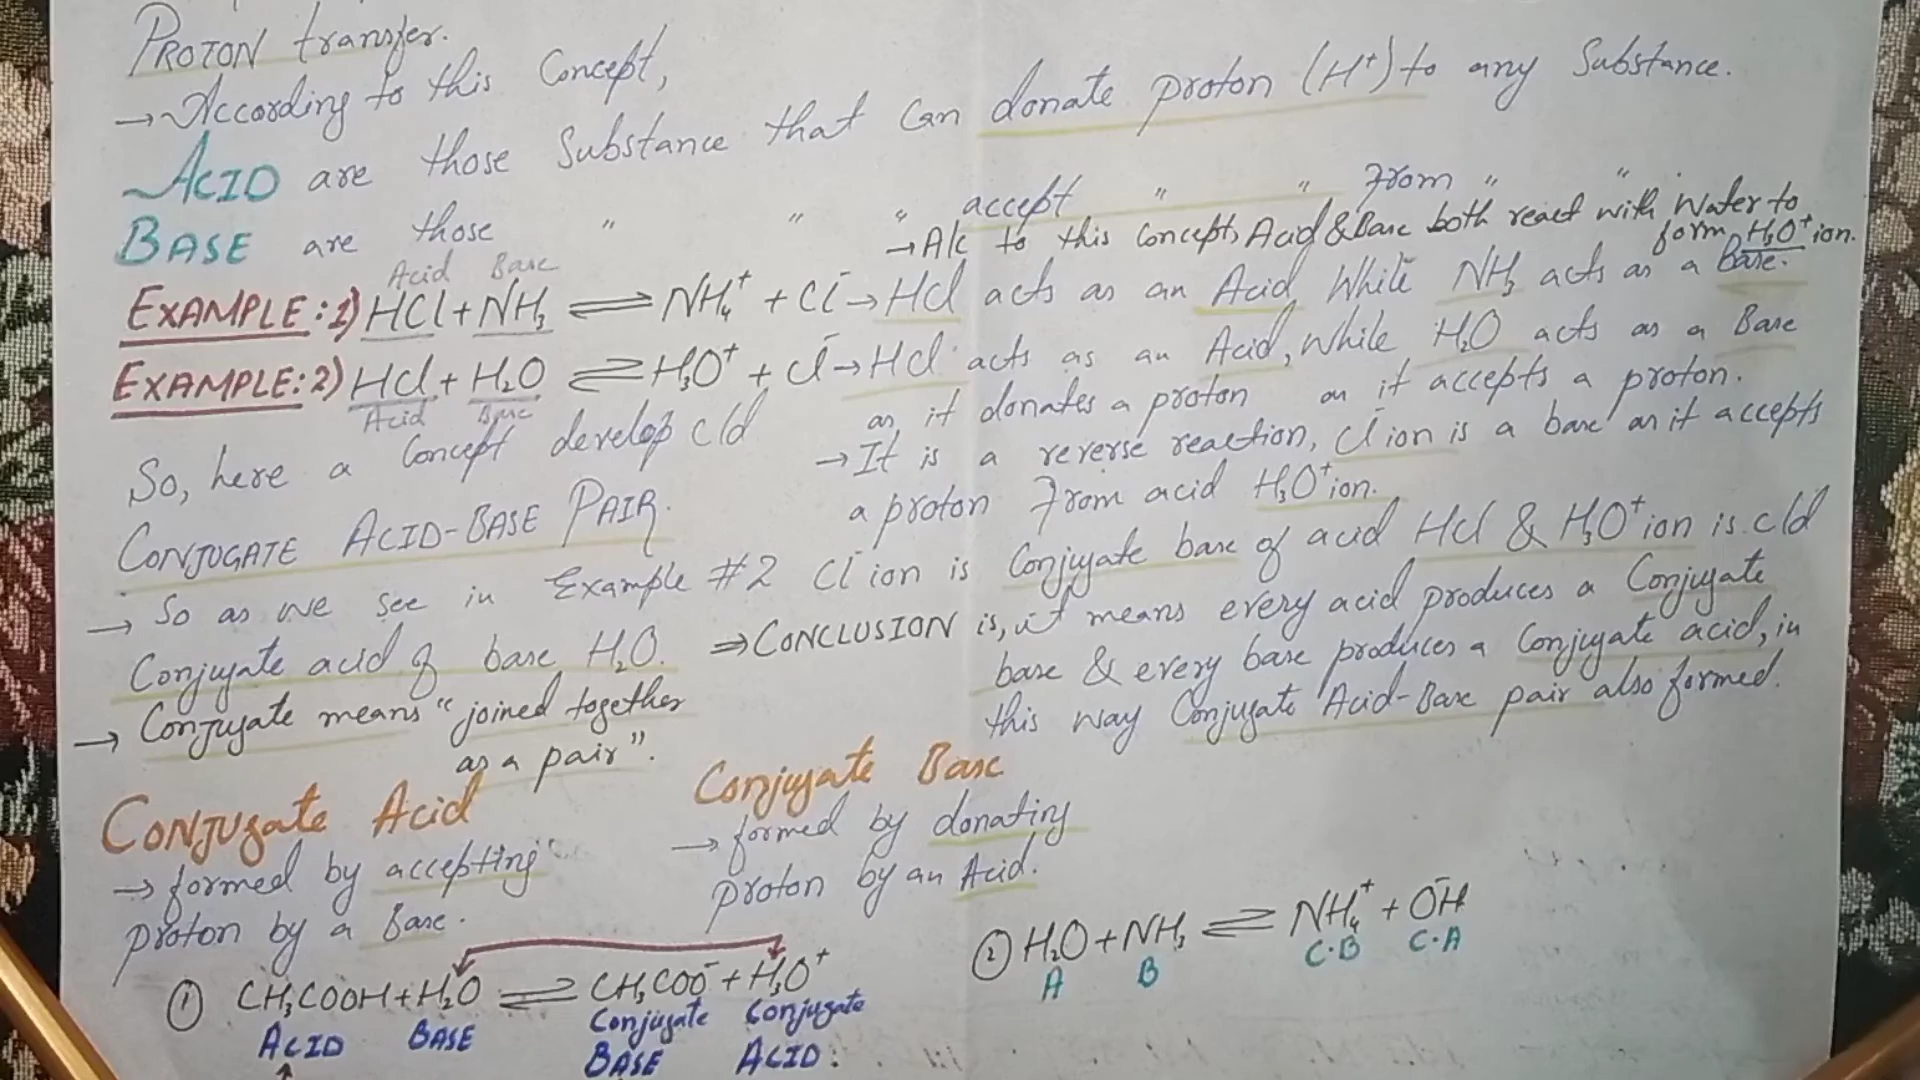 PROTON transfer.
→ According to this Concept,
ACID are those Substance that Can donate proton (H⁺) to any Substance.
BASE are those " " " accept " " From " "
→ A/c to this Concept, Acid & Base both react with Water to form H₃O⁺ ion.
Acid Base
EXAMPLE: 1) HCl + NH₃ ⇌ NH₄⁺ + Cl⁻ → HCl acts as an Acid While NH₃ acts as a Base.
EXAMPLE: 2) HCl + H₂O ⇌ H₃O⁺ + Cl⁻ → HCl acts as an Acid, While H₂O acts as a Base
Acid Base
as it donates a proton as it accepts a proton.
So, here a Concept develop c/d
CONJUGATE ACID-BASE PAIR.
→ It is a reverse reaction, Cl⁻ ion is a base as it accepts
a proton From acid H₃O⁺ ion.
→ So as we see in Example #2 Cl⁻ ion is Conjugate base of acid HCl & H₃O⁺ ion is c/d
Conjugate acid of base H₂O.
⇒ CONCLUSION is, it means every acid produces a Conjugate
base & every base produces a Conjugate acid, in
this way Conjugate Acid-Base pair also formed.
→ Conjugate means "joined together
as a pair".
CONJUgate Acid
→ formed by accepting
proton by a Base.
Conjugate Base
→ formed by donating
proton by an Acid.
① CH₃COOH + H₂O ⇌ CH₃COO⁻ + H₃O⁺
ACID BASE Conjugate BASE Conjugate ACID.
② H₂O + NH₃ ⇌ NH₄⁺ + OH⁻
A B C.B C.A